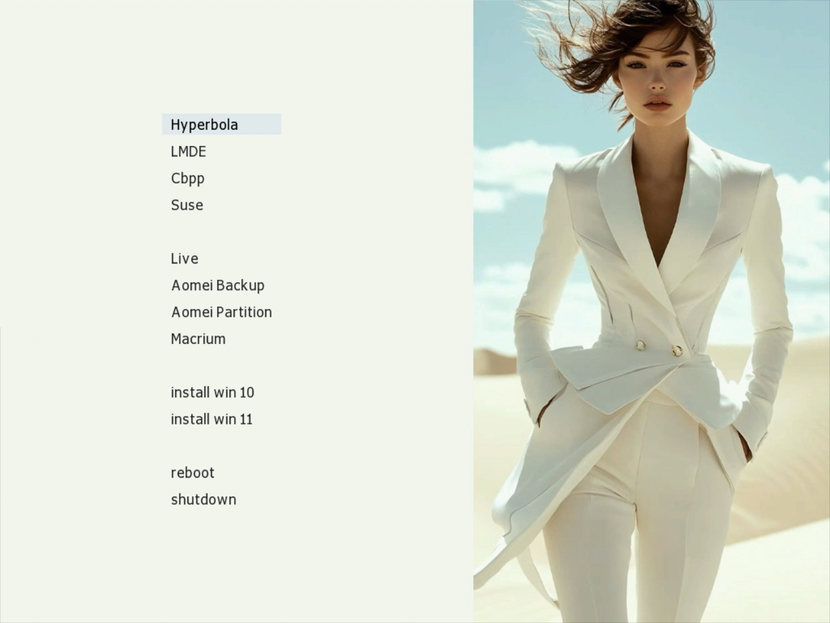 Hyperbola
LMDE
Cbpp
Suse
Live
Aomei Backup
Aomei Partition
Macrium
install win 10
install win 11
reboot
shutdown